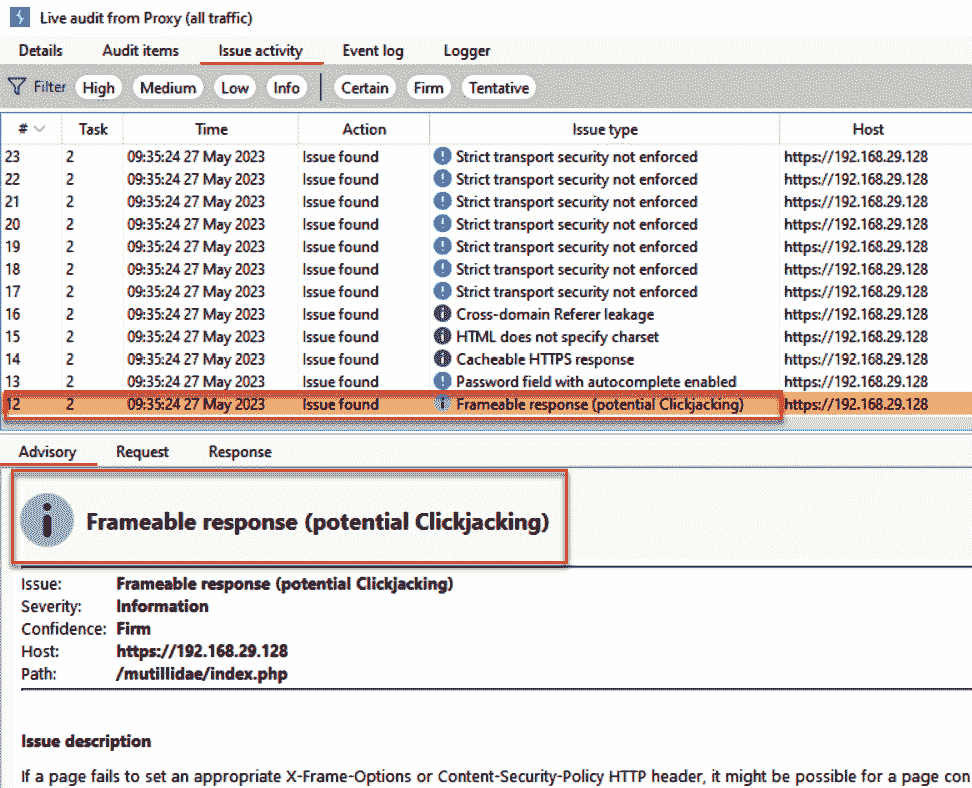 Live audit from Proxy (all traffic)
Details Audit items Issue activity Event log Logger
Filter High Medium Low Info Certain Firm Tentative
# Task Time Action Issue type Host
23 2 09:35:24 27 May 2023 Issue found Strict transport security not enforced https://192.168.29.128
22 2 09:35:24 27 May 2023 Issue found Strict transport security not enforced https://192.168.29.128
21 2 09:35:24 27 May 2023 Issue found Strict transport security not enforced https://192.168.29.128
20 2 09:35:24 27 May 2023 Issue found Strict transport security not enforced https://192.168.29.128
19 2 09:35:24 27 May 2023 Issue found Strict transport security not enforced https://192.168.29.128
18 2 09:35:24 27 May 2023 Issue found Strict transport security not enforced https://192.168.29.128
17 2 09:35:24 27 May 2023 Issue found Strict transport security not enforced https://192.168.29.128
16 2 09:35:24 27 May 2023 Issue found Cross-domain Referer leakage https://192.168.29.128
15 2 09:35:24 27 May 2023 Issue found HTML does not specify charset https://192.168.29.128
14 2 09:35:24 27 May 2023 Issue found Cacheable HTTPS response https://192.168.29.128
13 2 09:35:24 27 May 2023 Issue found Password field with autocomplete enabled https://192.168.29.128
12 2 09:35:24 27 May 2023 Issue found Frameable response (potential Clickjacking) https://192.168.29.128
Advisory Request Response
Frameable response (potential Clickjacking)
Issue: Frameable response (potential Clickjacking)
Severity: Information
Confidence: Firm
Host: https://192.168.29.128
Path: /mutillidae/index.php
Issue description
If a page fails to set an appropriate X-Frame-Options or Content-Security-Policy HTTP header, it might be possible for a page con